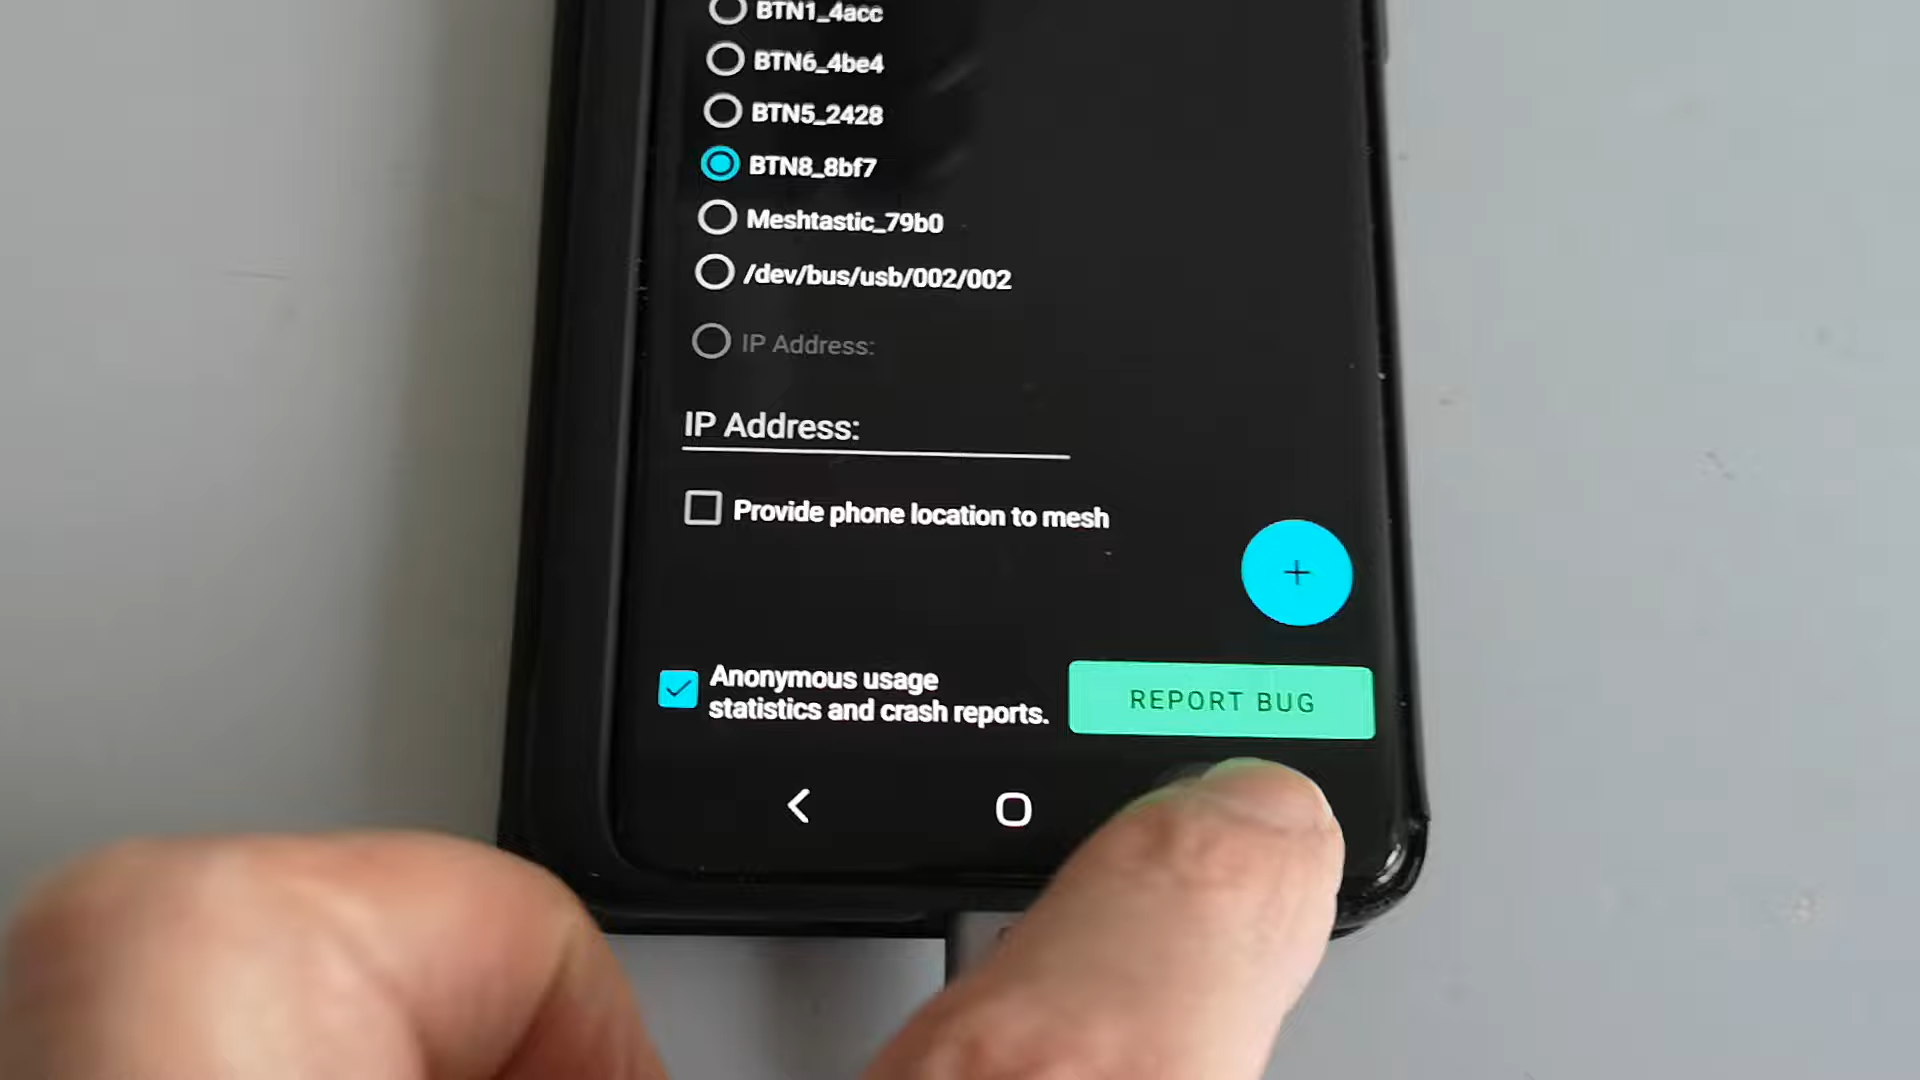 BTN1_4acc
BTN6_4be4
BTN5_2428
BTN8_8bf7
Meshtastic_79b0
/dev/bus/usb/002/002
IP Address:
IP Address:
Provide phone location to mesh
+
Anonymous usage
statistics and crash reports.
REPORT BUG